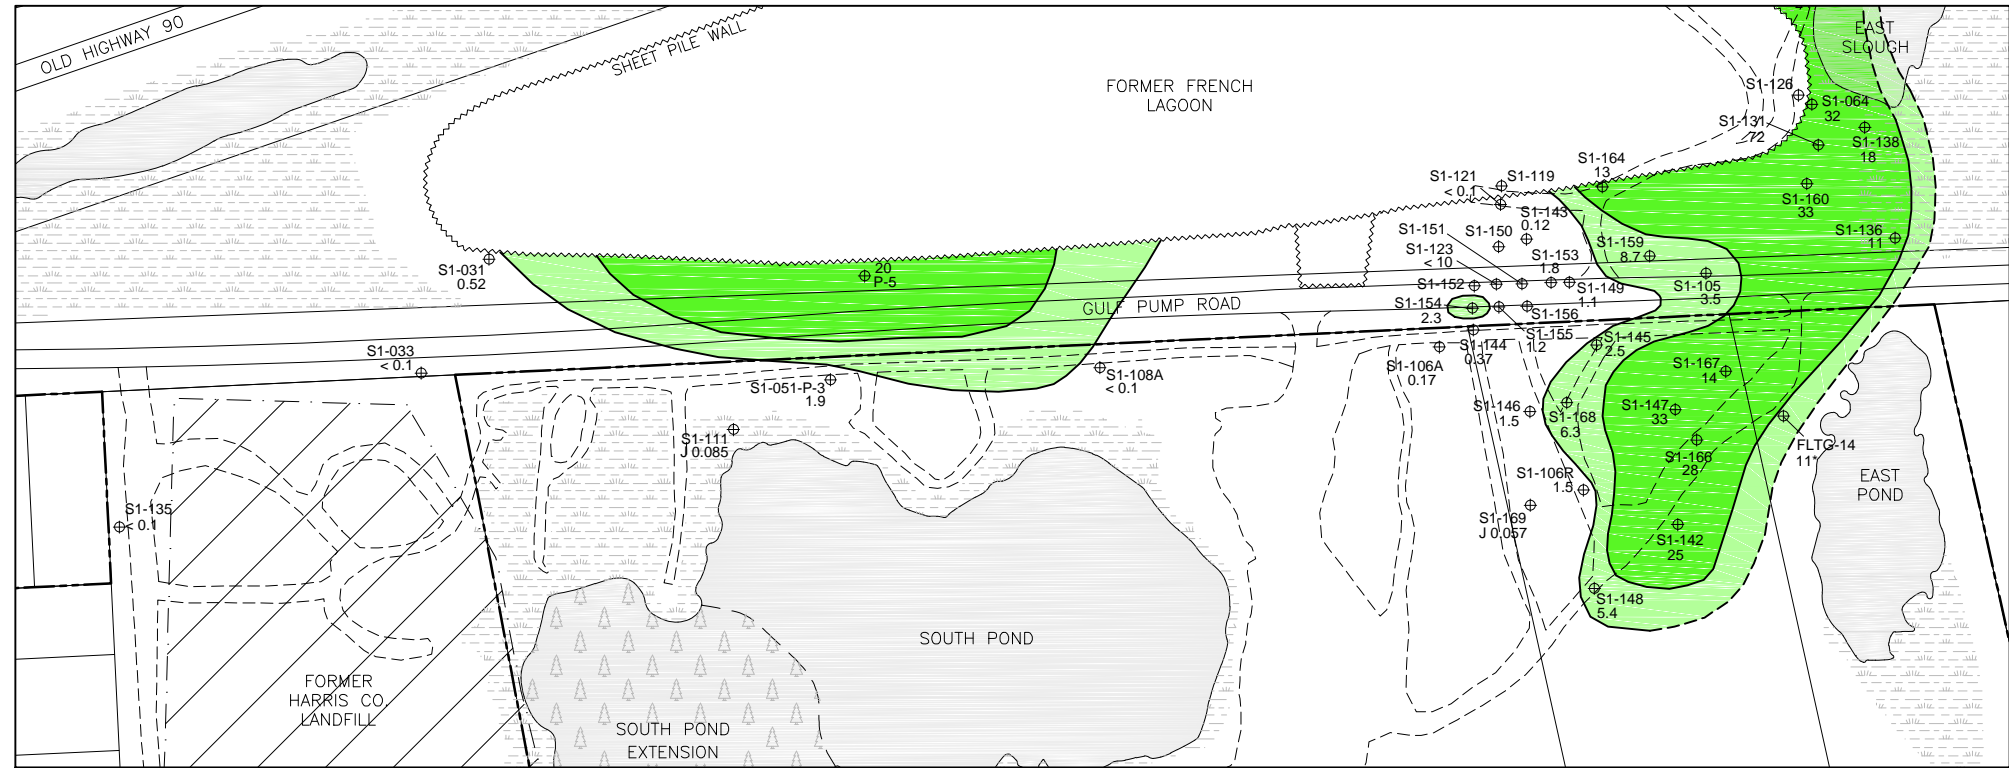 OLD HIGHWAY 90
SHEET PILE WALL
FORMER FRENCH
LAGOON
EAST
SLOUGH
S1-126
S1-064
32
S1-131
72
S1-138
18
S1-164
13
S1-121
< 0.1
S1-119
S1-160
33
S1-143
0.12
S1-151
S1-150
S1-136
11
S1-159
8.7
S1-123
< 10
S1-153
1.8
20
P-5
S1-031
0.52
S1-152
S1-149
1.1
S1-105
3.5
GULF PUMP ROAD
S1-154
2.3
S1-156
S1-155
1.2
S1-145
2.5
S1-144
0.37
S1-033
< 0.1
S1-106A
0.17
S1-167
14
S1-108A
< 0.1
S1-051-P-3
1.9
S1-146
1.5
S1-168
6.3
S1-147
33
S1-111
J 0.085
FLTG-14
11*
S1-166
28
S1-106R
1.5
EAST
POND
S1-135
< 0.1
S1-169
J 0.057
S1-142
25
S1-148
5.4
SOUTH POND
FORMER
HARRIS CO.
LANDFILL
SOUTH POND
EXTENSION